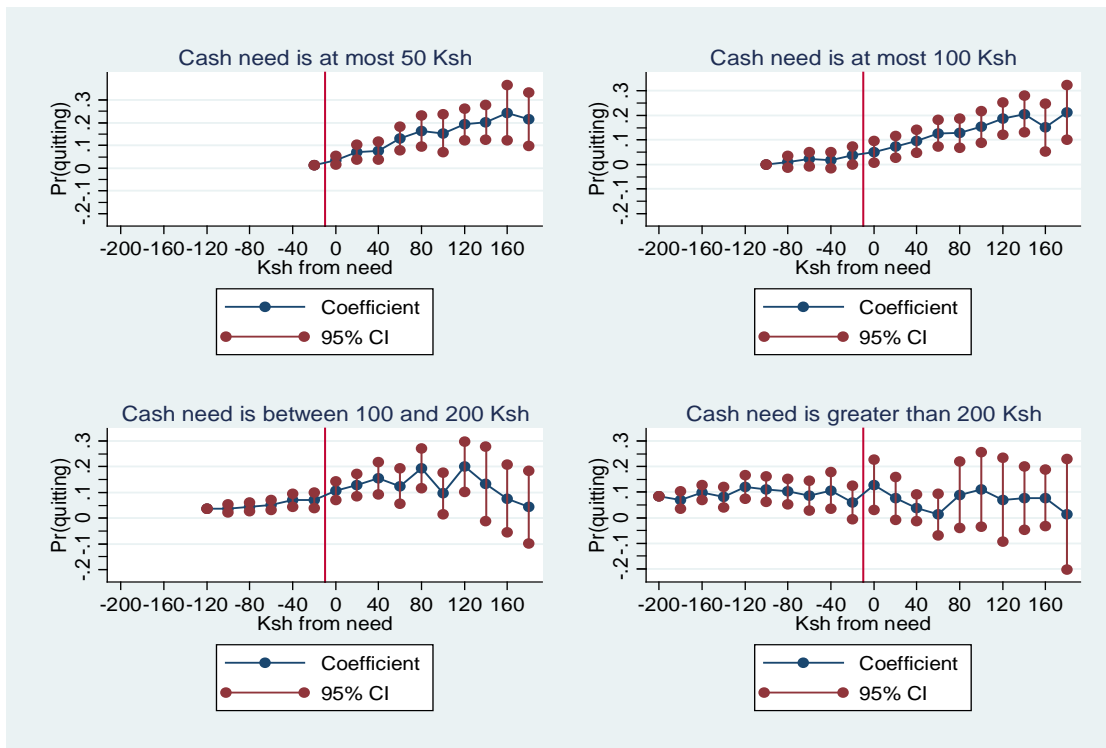 Cash need is at most 50 Ksh
Pr(quitting)
-.2-.1 0 .1 .2 .3
-200-160-120 -80 -40 0 40 80 120 160
Ksh from need
Coefficient
95% CI
Cash need is at most 100 Ksh
Pr(quitting)
-.2-.1 0 .1 .2 .3
-200-160-120 -80 -40 0 40 80 120 160
Ksh from need
Coefficient
95% CI
Cash need is between 100 and 200 Ksh
Pr(quitting)
-.2-.1 0 .1 .2 .3
-200-160-120 -80 -40 0 40 80 120 160
Ksh from need
Coefficient
95% CI
Cash need is greater than 200 Ksh
Pr(quitting)
-.2-.1 0 .1 .2 .3
-200-160-120 -80 -40 0 40 80 120 160
Ksh from need
Coefficient
95% CI